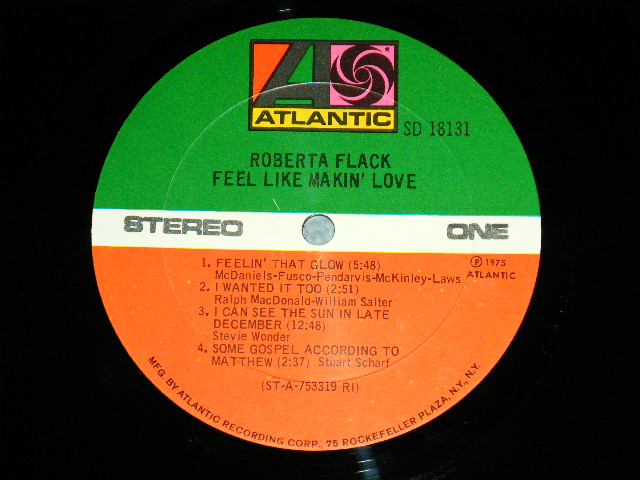 ATLANTIC
SD 18131
ROBERTA FLACK
FEEL LIKE MAKIN' LOVE
STEREO
ONE
1. FEELIN' THAT GLOW (5:48)
McDaniels-Fusco-Pendarvis-McKinley-Laws
2. I WANTED IT TOO (2:51)
Ralph MacDonald-William Salter
3. I CAN SEE THE SUN IN LATE
DECEMBER (12:48)
Stevie Wonder
4. SOME GOSPEL ACCORDING TO
MATTHEW (2:37) Stuart Scharf
(ST-A-753319 RI)
℗ 1975
ATLANTIC
MFG. BY ATLANTIC RECORDING CORP., 75 ROCKEFELLER PLAZA, N.Y., N.Y.